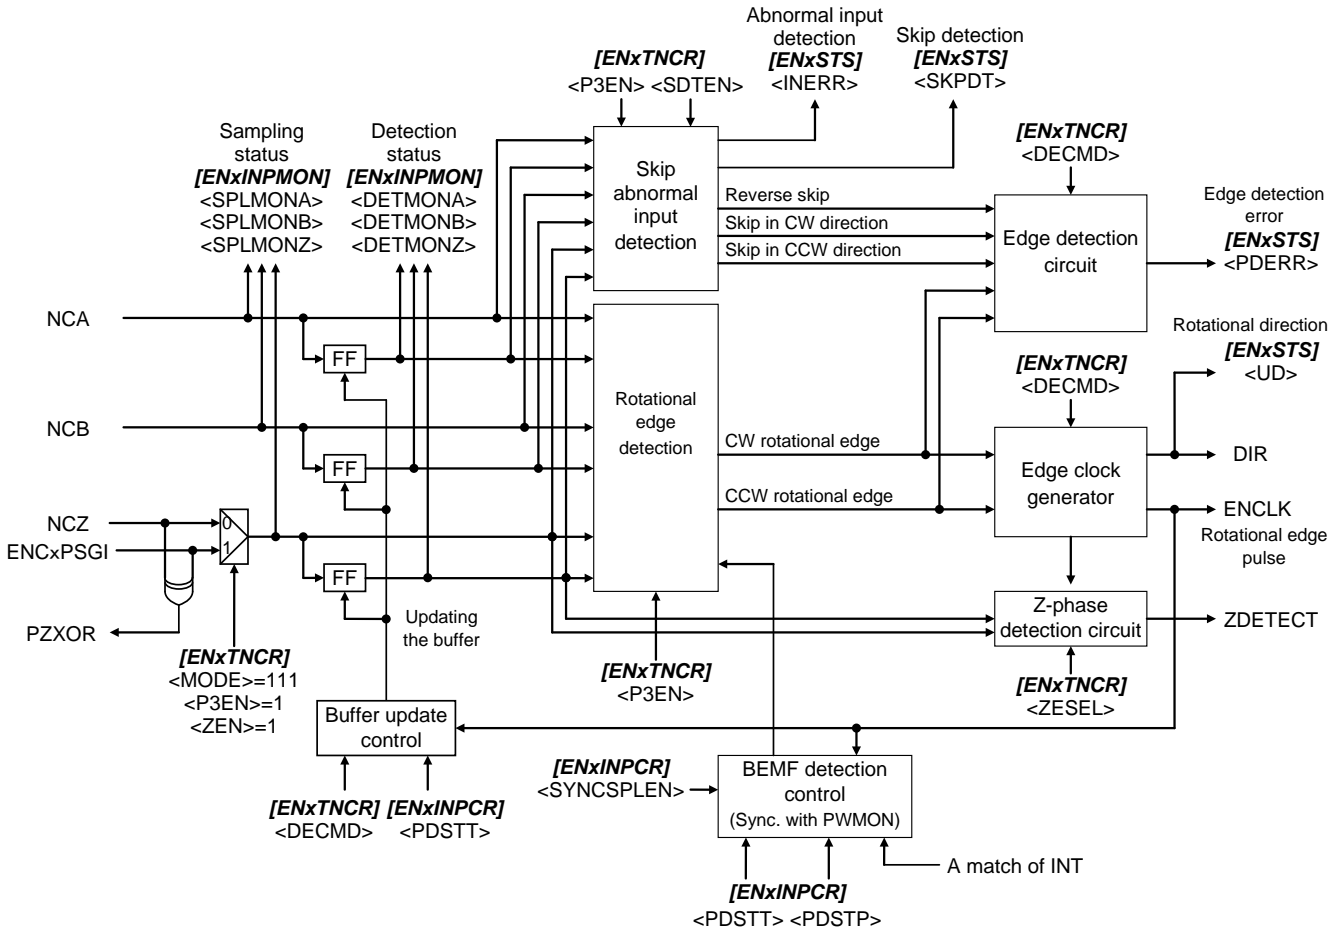 Abnormal input
detection
[ENxSTS]
<INERR>
Skip detection
[ENxSTS]
<SKPDT>
[ENxTNCR]
<P3EN> <SDTEN>
Sampling
status
[ENxINPMON]
<SPLMONA>
<SPLMONB>
<SPLMONZ>
Detection
status
[ENxINPMON]
<DETMONA>
<DETMONB>
<DETMONZ>
Skip
abnormal
input
detection
Reverse skip
Skip in CW direction
Skip in CCW direction
[ENxTNCR]
<DECMD>
Edge detection
circuit
Edge detection
error
[ENxSTS]
<PDERR>
NCA
FF
NCB
FF
NCZ
ENCxPSGI
0
1
FF
PZXOR
[ENxTNCR]
<MODE>=111
<P3EN>=1
<ZEN>=1
Updating
the buffer
Rotational
edge
detection
CW rotational edge
CCW rotational edge
[ENxTNCR]
<P3EN>
[ENxTNCR]
<DECMD>
Edge clock
generator
Rotational direction
[ENxSTS]
<UD>
DIR
ENCLK
Rotational edge
pulse
Z-phase
detection circuit
ZDETECT
[ENxTNCR]
<ZESEL>
Buffer update
control
[ENxTNCR]
<DECMD>
[ENxINPCR]
<PDSTT>
[ENxINPCR]
<SYNCSPLEN>
BEMF detection
control
(Sync. with PWMON)
A match of INT
[ENxINPCR]
<PDSTT> <PDSTP>